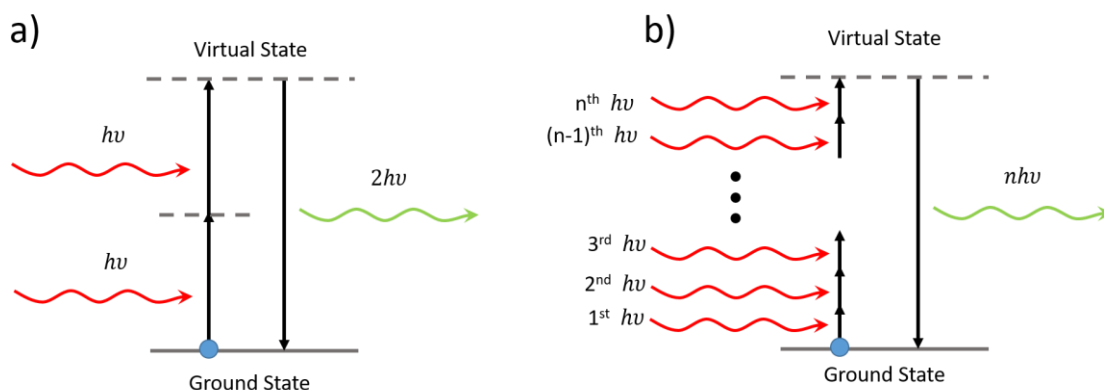 a)
Virtual State
hυ
2hυ
hυ
Ground State
b)
Virtual State
nth hυ
(n-1)th hυ
nhυ
3rd hυ
2nd hυ
1st hυ
Ground State